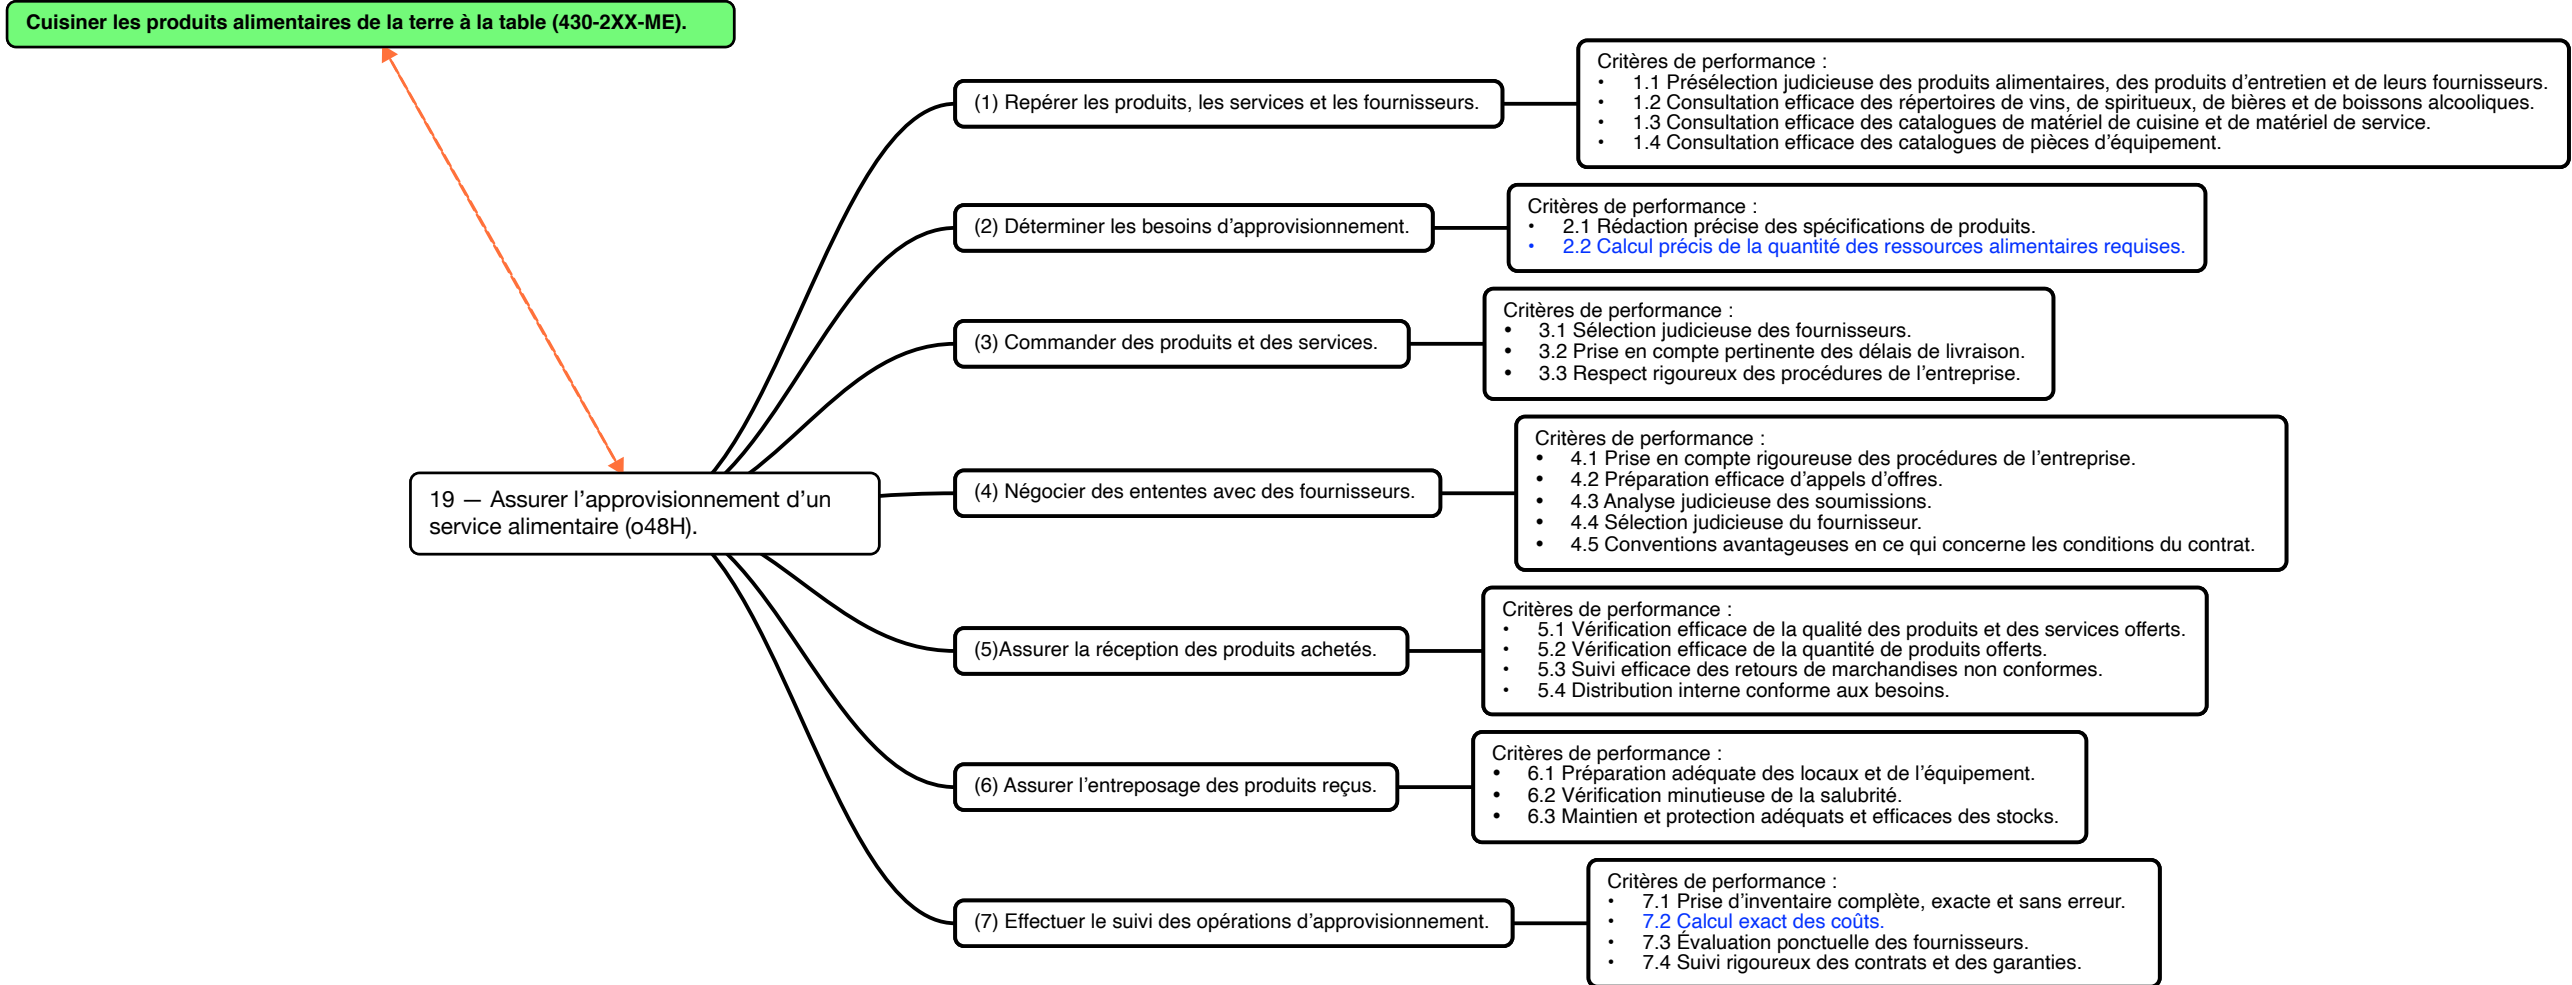 Cuisiner les produits alimentaires de la terre à la table (430-2XX-ME).
19 — Assurer l'approvisionnement d'un
service alimentaire (o48H).
(1) Repérer les produits, les services et les fournisseurs.
Critères de performance :
• 1.1 Présélection judicieuse des produits alimentaires, des produits d'entretien et de leurs fournisseurs.
• 1.2 Consultation efficace des répertoires de vins, de spiritueux, de bières et de boissons alcooliques.
• 1.3 Consultation efficace des catalogues de matériel de cuisine et de matériel de service.
• 1.4 Consultation efficace des catalogues de pièces d'équipement.
(2) Déterminer les besoins d'approvisionnement.
Critères de performance :
• 2.1 Rédaction précise des spécifications de produits.
• 2.2 Calcul précis de la quantité des ressources alimentaires requises.
(3) Commander des produits et des services.
Critères de performance :
• 3.1 Sélection judicieuse des fournisseurs.
• 3.2 Prise en compte pertinente des délais de livraison.
• 3.3 Respect rigoureux des procédures de l'entreprise.
(4) Négocier des ententes avec des fournisseurs.
Critères de performance :
• 4.1 Prise en compte rigoureuse des procédures de l'entreprise.
• 4.2 Préparation efficace d'appels d'offres.
• 4.3 Analyse judicieuse des soumissions.
• 4.4 Sélection judicieuse du fournisseur.
• 4.5 Conventions avantageuses en ce qui concerne les conditions du contrat.
(5)Assurer la réception des produits achetés.
Critères de performance :
• 5.1 Vérification efficace de la qualité des produits et des services offerts.
• 5.2 Vérification efficace de la quantité de produits offerts.
• 5.3 Suivi efficace des retours de marchandises non conformes.
• 5.4 Distribution interne conforme aux besoins.
(6) Assurer l'entreposage des produits reçus.
Critères de performance :
• 6.1 Préparation adéquate des locaux et de l'équipement.
• 6.2 Vérification minutieuse de la salubrité.
• 6.3 Maintien et protection adéquats et efficaces des stocks.
(7) Effectuer le suivi des opérations d'approvisionnement.
Critères de performance :
• 7.1 Prise d'inventaire complète, exacte et sans erreur.
• 7.2 Calcul exact des coûts.
• 7.3 Évaluation ponctuelle des fournisseurs.
• 7.4 Suivi rigoureux des contrats et des garanties.